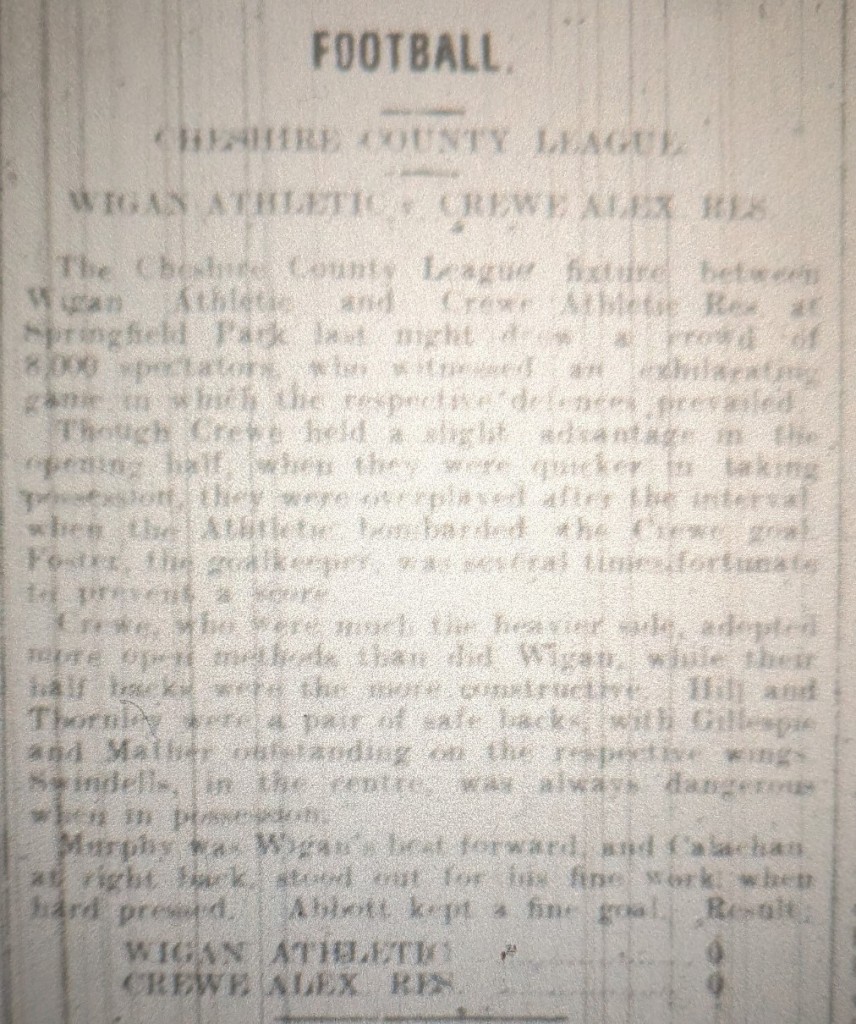 FOOTBALL.
CHESHIRE COUNTY LEAGUE
WIGAN ATHLETIC v. CREWE ALEX RES.
The Cheshire County League fixture between
Wigan Athletic and Crewe Athletic Res. at
Springfield Park last night drew a crowd of
8,000 spectators, who witnessed an exhilarating
game in which the respective defences prevailed.
Though Crewe held a slight advantage in the
opening half, when they were quicker in taking
possession, they were overplayed after the interval
when the Athletic bombarded the Crewe goal.
Foster, the goalkeeper, was several times fortunate
to prevent a score.
Crewe, who were much the heavier side, adopted
more open methods than did Wigan, while their
half backs were the more constructive. Hill and
Thornley were a pair of safe backs, with Gillespie
and Mather outstanding on the respective wings.
Swindells, in the centre, was always dangerous
when in possession.
Murphy was Wigan's best forward, and Calachan
at right back, stood out for his fine work when
hard pressed. Abbott kept a fine goal. Result:
WIGAN ATHLETIC ........ 0
CREWE ALEX RES. ........ 0